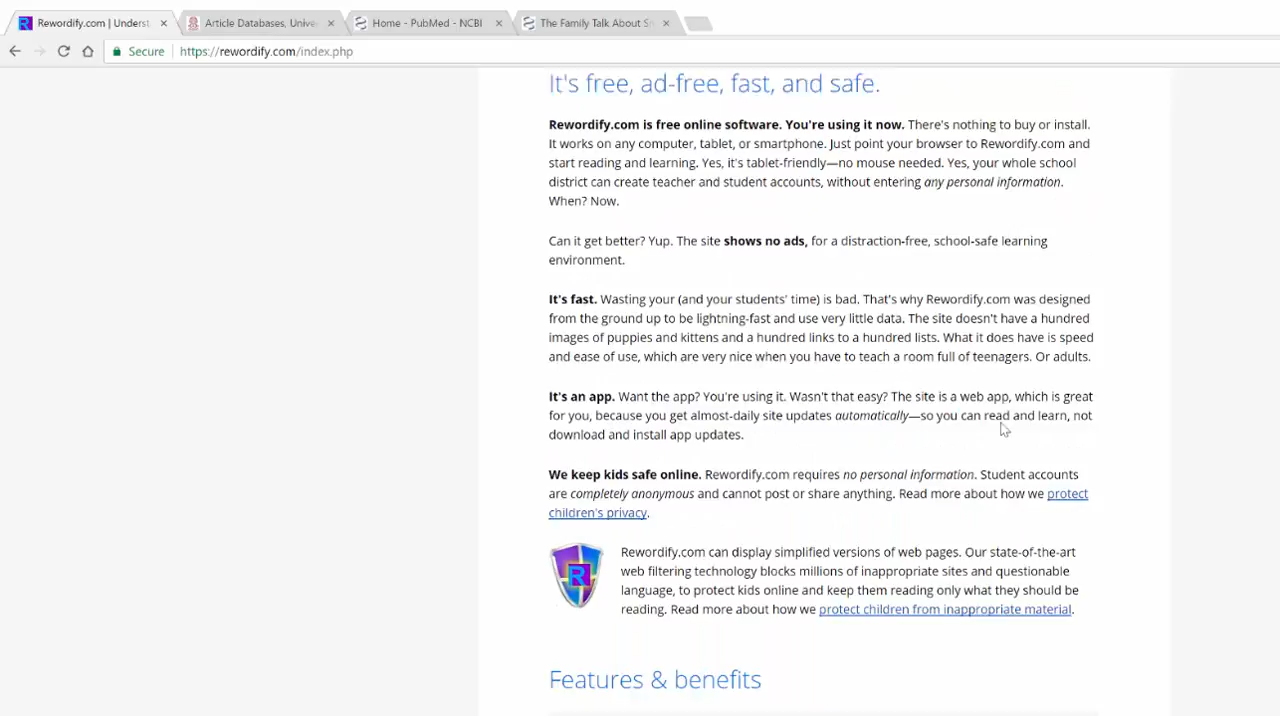 Rewordify.com | Underst
Article Databases, Unive
Home - PubMed - NCBI
The Family Talk About S
Secure
https://rewordify.com/index.php
It's free, ad-free, fast, and safe.
Rewordify.com is free online software. You're using it now. There's nothing to buy or install.
It works on any computer, tablet, or smartphone. Just point your browser to Rewordify.com and
start reading and learning. Yes, it's tablet-friendly—no mouse needed. Yes, your whole school
district can create teacher and student accounts, without entering any personal information.
When? Now.
Can it get better? Yup. The site shows no ads, for a distraction-free, school-safe learning
environment.
It's fast. Wasting your (and your students' time) is bad. That's why Rewordify.com was designed
from the ground up to be lightning-fast and use very little data. The site doesn't have a hundred
images of puppies and kittens and a hundred links to a hundred lists. What it does have is speed
and ease of use, which are very nice when you have to teach a room full of teenagers. Or adults.
It's an app. Want the app? You're using it. Wasn't that easy? The site is a web app, which is great
for you, because you get almost-daily site updates automatically—so you can read and learn, not
download and install app updates.
We keep kids safe online. Rewordify.com requires no personal information. Student accounts
are completely anonymous and cannot post or share anything. Read more about how we protect
children's privacy.
R
Rewordify.com can display simplified versions of web pages. Our state-of-the-art
web filtering technology blocks millions of inappropriate sites and questionable
language, to protect kids online and keep them reading only what they should be
reading. Read more about how we protect children from inappropriate material.
Features & benefits